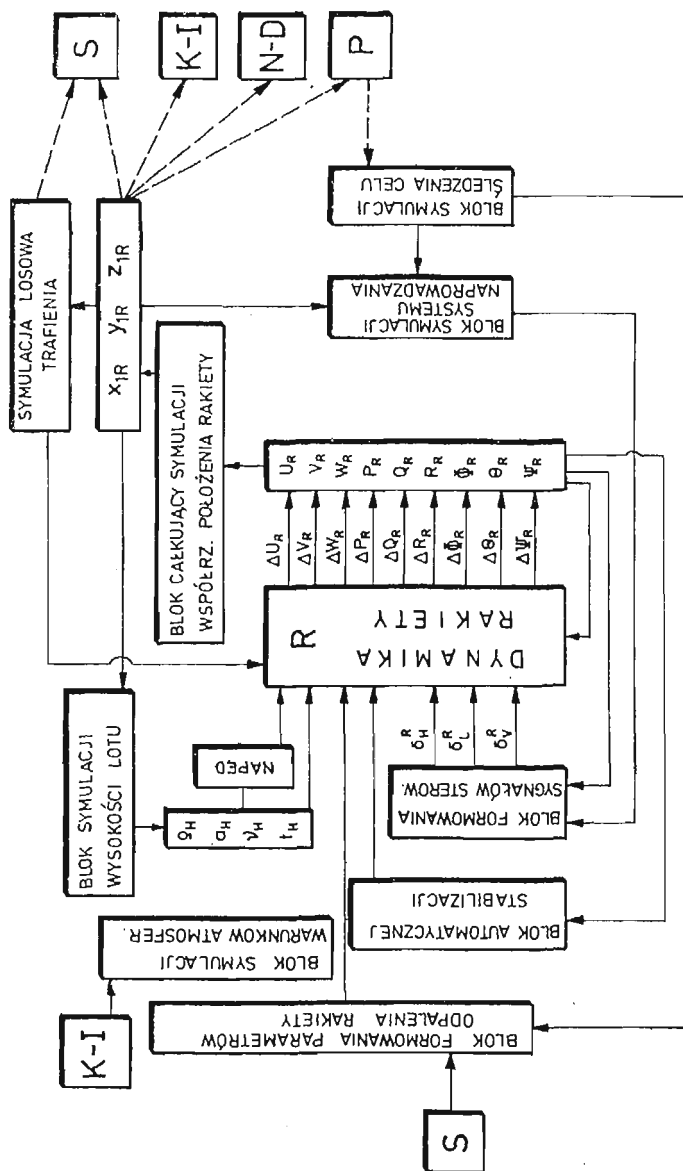 S
K-I
N-D
P
SYMULACJA LOSOWA
TRAFIENIA
x1R y1R z1R
BLOK SYMULACJI
ŚLEDZENIA CELU
BLOK SYMULACJI
SYSTEMU
NAPROWADZANIA
BLOK CAŁKUJĄCY SYMULACJI
WSPÓŁRZ. POŁOŻENIA RAKIETY
UR
VR
WR
PR
QR
RR
ΦR
ΘR
ΨR
ΔUR
ΔVR
ΔWR
ΔPR
ΔQR
ΔRR
ΔΦR
ΔΘR
ΔΨR
R
DYNAMIKA
RAKIETY
BLOK SYMULACJI
WYSOKOŚCI LOTU
NAPĘD
ϱH
aH
νH
tH
δHR
δLR
δVR
BLOK FORMOWANIA
SYGNAŁÓW STEROW.
BLOK AUTOMATYCZNEJ
STABILIZACJI
K-I
BLOK SYMULACJI
WARUNKÓW ATMOSFER.
BLOK FORMOWANIA PARAMETRÓW
ODPALENIA RAKIETY
S